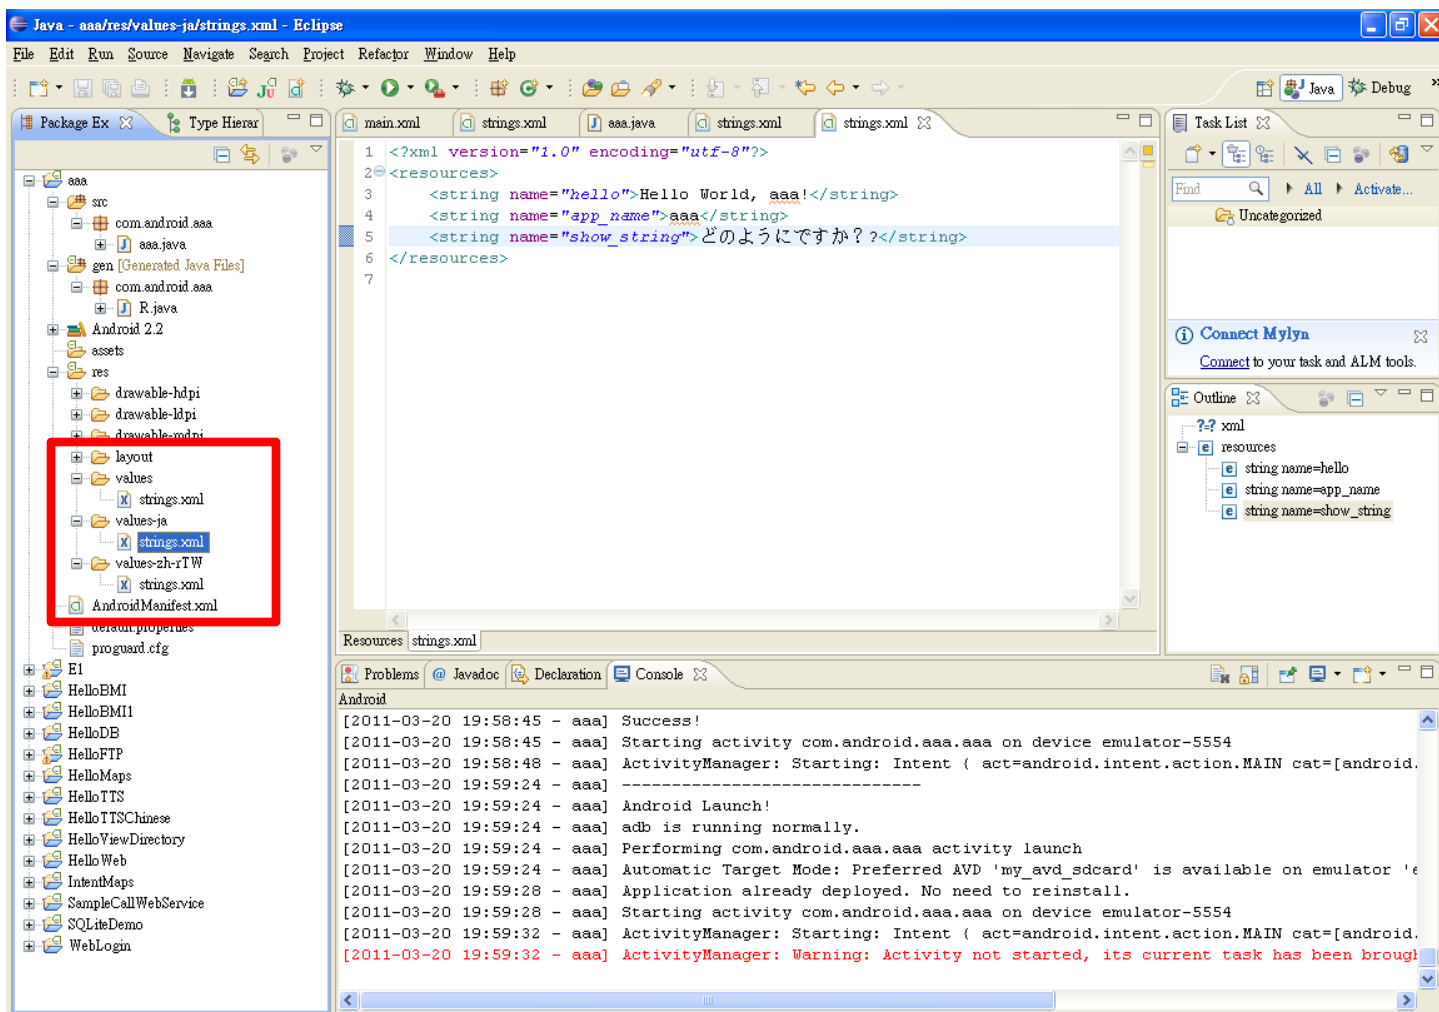 Java - aaa/res/values-ja/strings.xml - Eclipse
File Edit Run Source Navigate Search Project Refactor Window Help
Java Debug
Package Ex Type Hierar
aaa
src
com.android.aaa
aaa.java
gen [Generated Java Files]
com.android.aaa
R.java
Android 2.2
assets
res
drawable-hdpi
drawable-ldpi
drawable-mdpi
layout
values
strings.xml
values-ja
strings.xml
values-zh-rTW
strings.xml
AndroidManifest.xml
default.properties
proguard.cfg
E1
HelloBMI
HelloBMI1
HelloDB
HelloFTP
HelloMaps
HelloTTS
HelloTTSChinese
HelloViewDirectory
HelloWeb
IntentMaps
SampleCallWebService
SQLiteDemo
WebLogin
main.xml strings.xml aaa.java strings.xml strings.xml
1 <?xml version="1.0" encoding="utf-8"?>
2 <resources>
3 <string name="hello">Hello World, aaa!</string>
4 <string name="app_name">aaa</string>
5 <string name="show_string">どのようにですか？?</string>
6 </resources>
7
Resources strings.xml
Task List
Find All Activate...
Uncategorized
Connect Mylyn
Connect to your task and ALM tools.
Outline
?=? xml
resources
string name=hello
string name=app_name
string name=show_string
Problems @ Javadoc Declaration Console
Android
[2011-03-20 19:58:45 - aaa] Success!
[2011-03-20 19:58:45 - aaa] Starting activity com.android.aaa.aaa on device emulator-5554
[2011-03-20 19:58:48 - aaa] ActivityManager: Starting: Intent { act=android.intent.action.MAIN cat=[android.
[2011-03-20 19:59:24 - aaa] ------------------------------
[2011-03-20 19:59:24 - aaa] Android Launch!
[2011-03-20 19:59:24 - aaa] adb is running normally.
[2011-03-20 19:59:24 - aaa] Performing com.android.aaa.aaa activity launch
[2011-03-20 19:59:24 - aaa] Automatic Target Mode: Preferred AVD 'my_avd_sdcard' is available on emulator 'e
[2011-03-20 19:59:28 - aaa] Application already deployed. No need to reinstall.
[2011-03-20 19:59:28 - aaa] Starting activity com.android.aaa.aaa on device emulator-5554
[2011-03-20 19:59:32 - aaa] ActivityManager: Starting: Intent { act=android.intent.action.MAIN cat=[android.
[2011-03-20 19:59:32 - aaa] ActivityManager: Warning: Activity not started, its current task has been brough